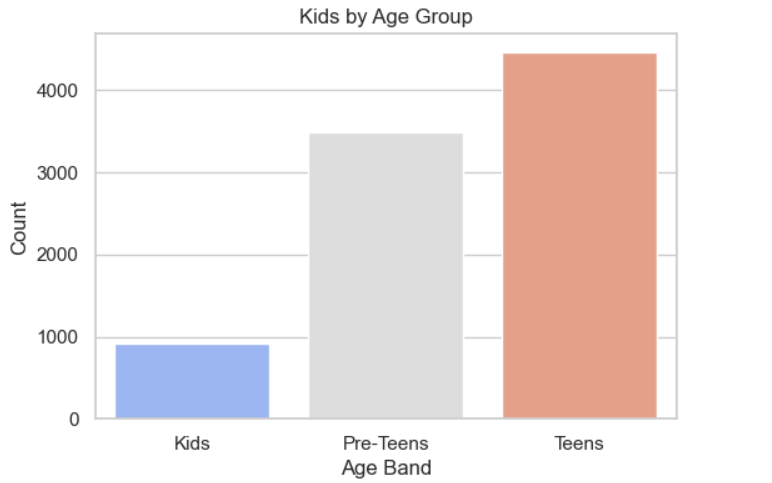 Kids by Age Group
4000
3000
2000
1000
0
Count
Kids Pre-Teens Teens
Age Band